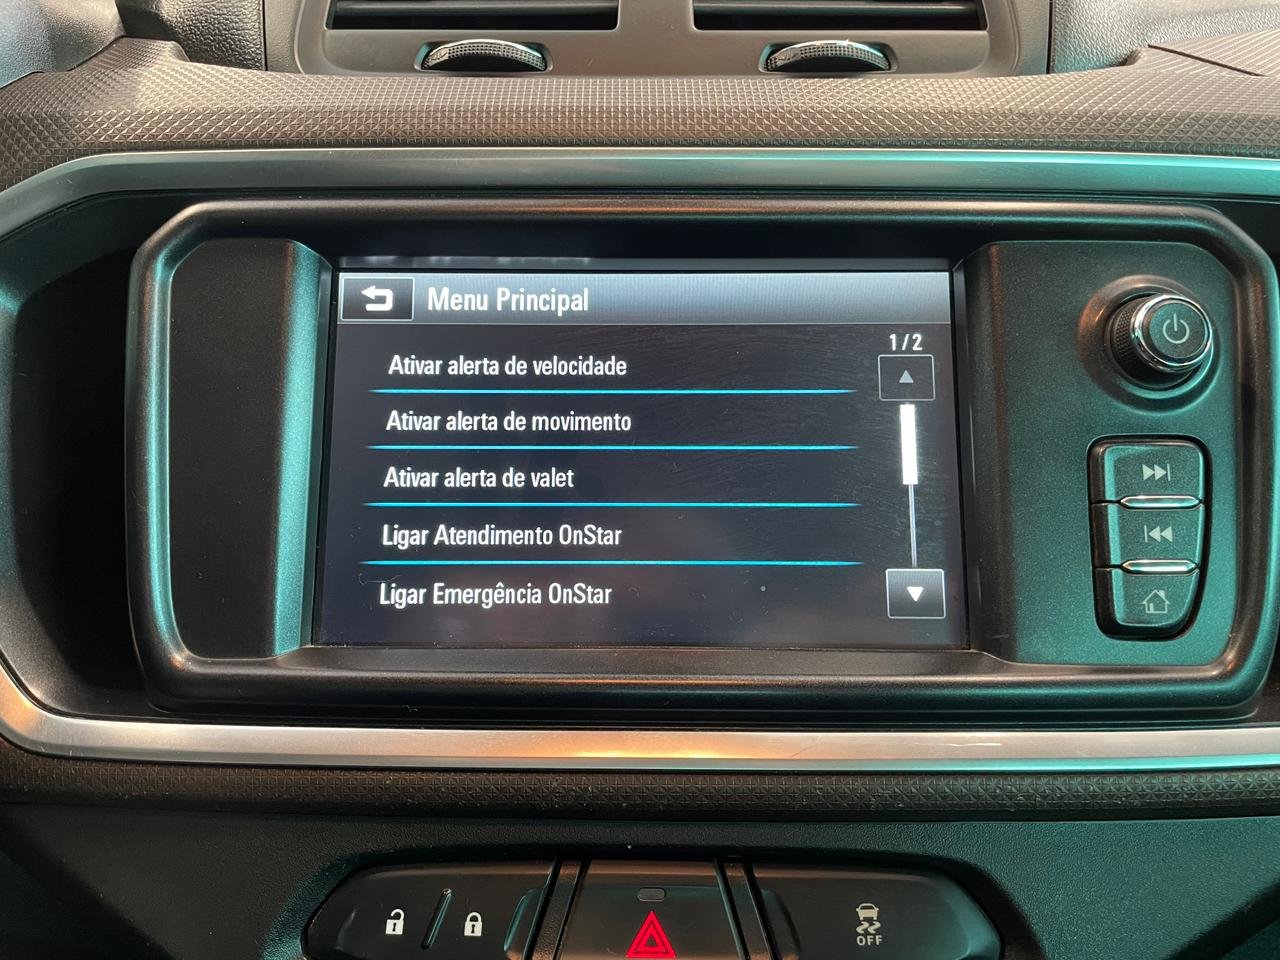 Menu Principal
1/2
Ativar alerta de velocidade
Ativar alerta de movimento
Ativar alerta de valet
Ligar Atendimento OnStar
Ligar Emergência OnStar
OFF